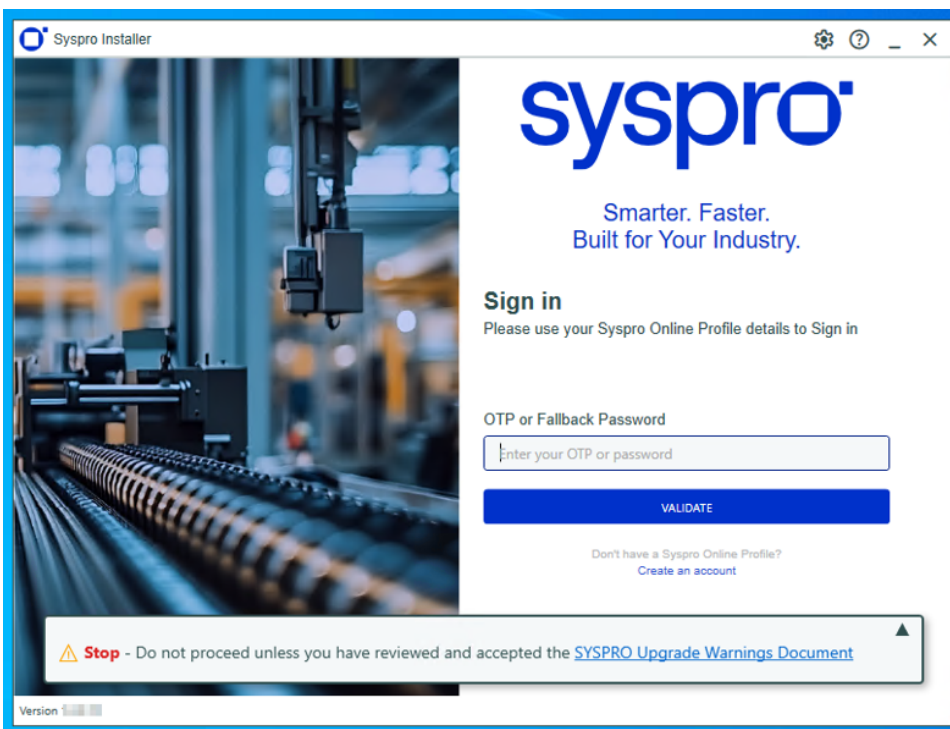 Syspro Installer
syspro
Smarter. Faster.
Built for Your Industry.
Sign in
Please use your Syspro Online Profile details to Sign in
OTP or Fallback Password
Enter your OTP or password
VALIDATE
Don't have a Syspro Online Profile?
Create an account
Stop - Do not proceed unless you have reviewed and accepted the SYSPRO Upgrade Warnings Document
Version